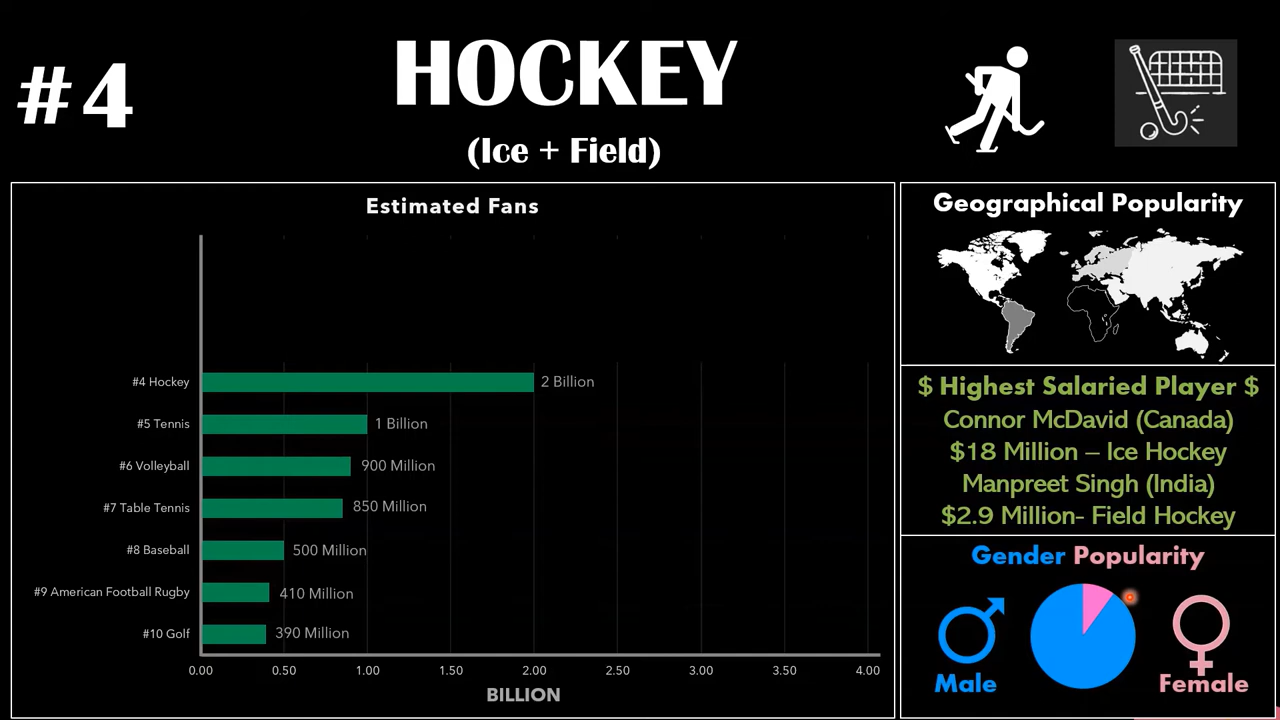 #4
HOCKEY
(Ice + Field)
Estimated Fans
#4 Hockey 2 Billion
#5 Tennis 1 Billion
#6 Volleyball 900 Million
#7 Table Tennis 850 Million
#8 Baseball 500 Million
#9 American Football Rugby 410 Million
#10 Golf 390 Million
0.00 0.50 1.00 1.50 2.00 2.50 3.00 3.50 4.00
BILLION
Geographical Popularity
$ Highest Salaried Player $
Connor McDavid (Canada)
$18 Million – Ice Hockey
Manpreet Singh (India)
$2.9 Million- Field Hockey
Gender Popularity
Male
Female